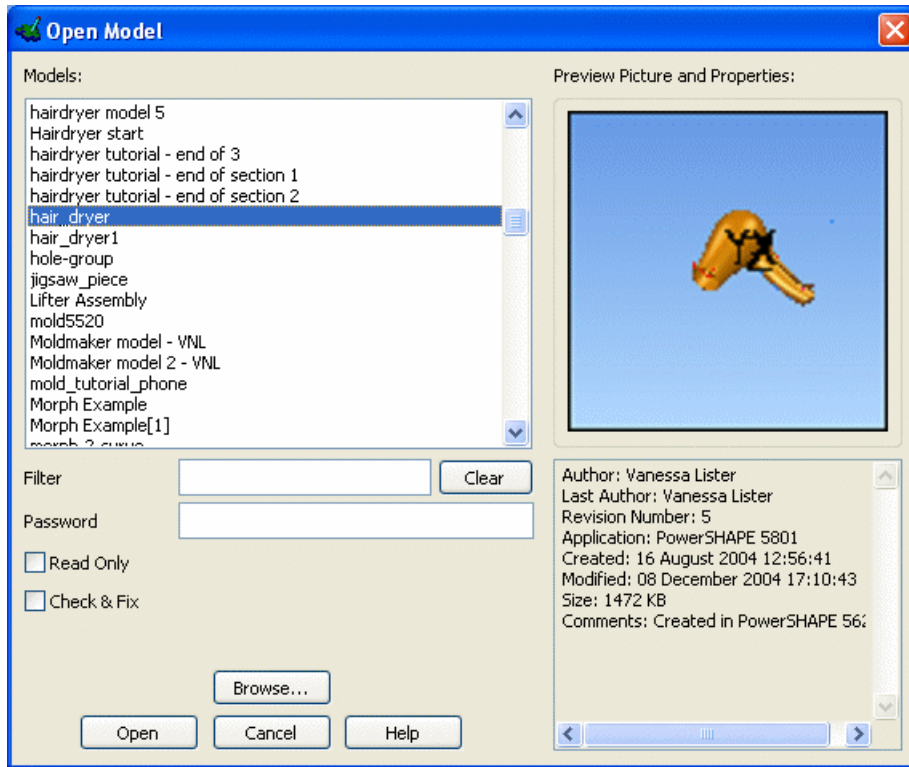 Open Model
Models:
hairdryer model 5
Hairdryer start
hairdryer tutorial - end of 3
hairdryer tutorial - end of section 1
hairdryer tutorial - end of section 2
hair_dryer
hair_dryer1
hole-group
jigsaw_piece
Lifter Assembly
mold5520
Moldmaker model - VNL
Moldmaker model 2 - VNL
mold_tutorial_phone
Morph Example
Morph Example[1]
Filter
Clear
Password
Read Only
Check & Fix
Browse...
Open
Cancel
Help
Preview Picture and Properties:
Author: Vanessa Lister
Last Author: Vanessa Lister
Revision Number: 5
Application: PowerSHAPE 5801
Created: 16 August 2004 12:56:41
Modified: 08 December 2004 17:10:43
Size: 1472 KB
Comments: Created in PowerSHAPE 562